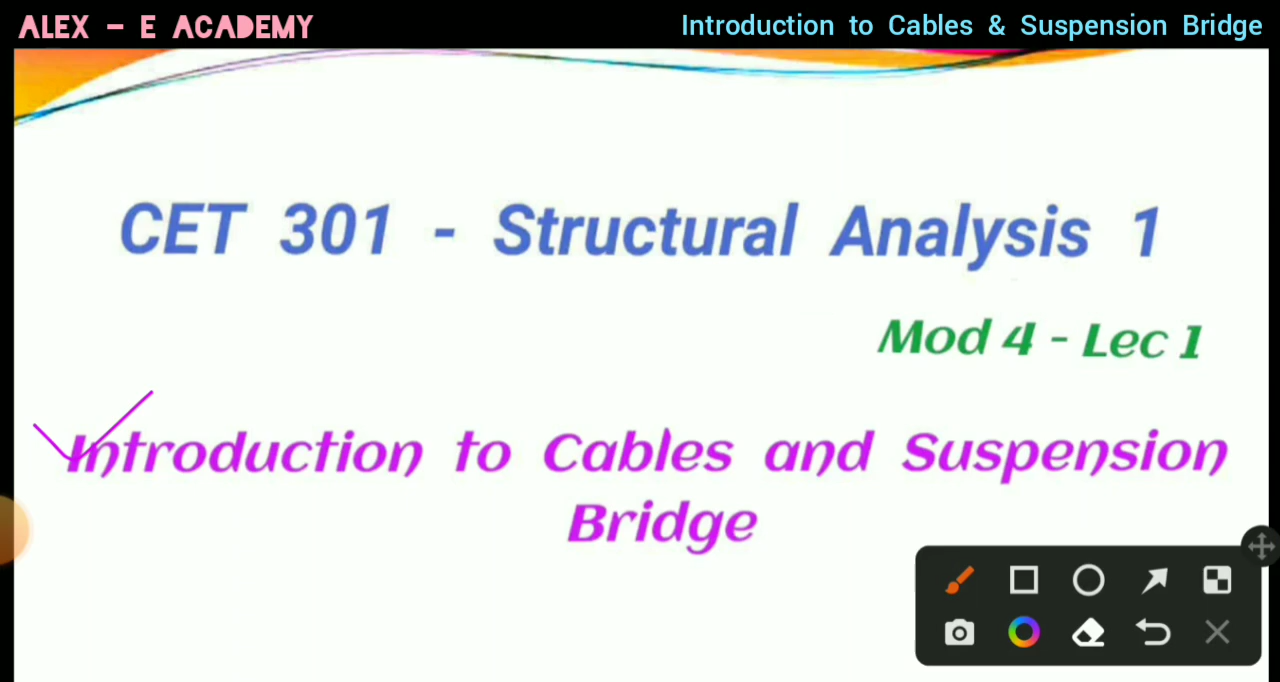 ALEX - E ACADEMY
Introduction to Cables & Suspension Bridge
CET 301 - Structural Analysis 1
Mod 4 - Lec 1
Introduction to Cables and Suspension
Bridge